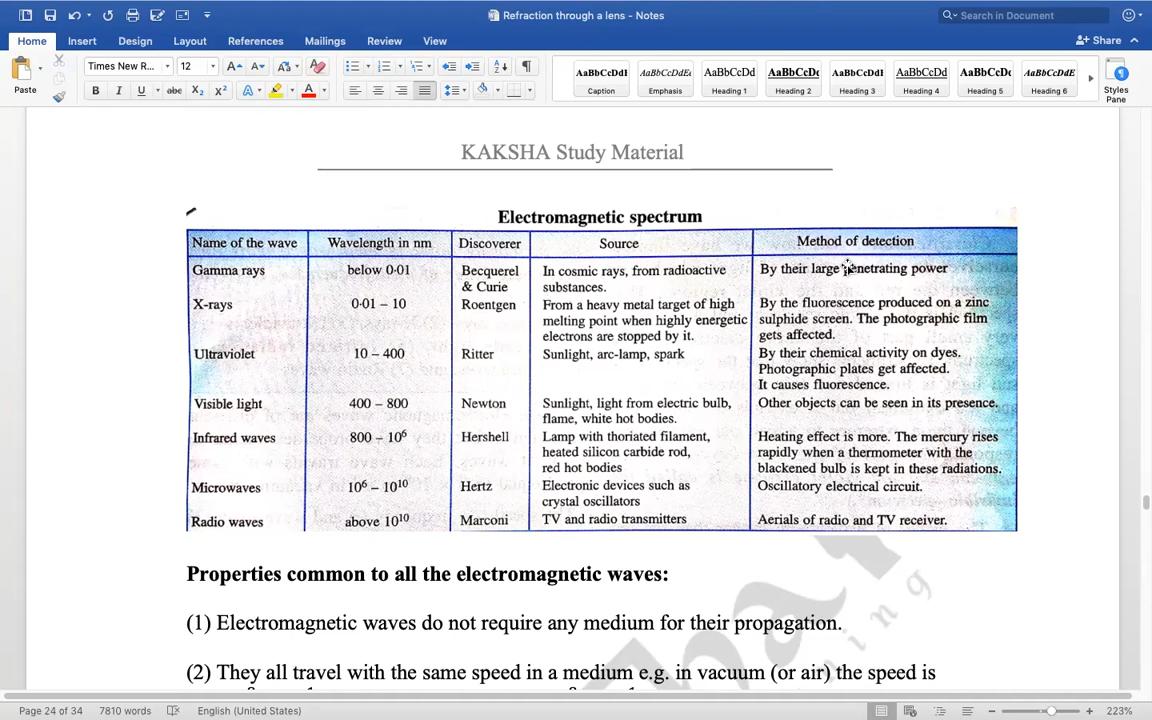 Refraction through a lens - Notes
Search in Document
Home Insert Design Layout References Mailings Review View
Share
Paste
Times New R... 12
AaBbCcDdI AaBbCcDdEe AaBbCcDd AaBbCcDc AaBbCcDdI AaBbCcDd AaBbCcDc AaBbCcDdE
Caption Emphasis Heading 1 Heading 2 Heading 3 Heading 4 Heading 5 Heading 6
Styles
Pane
KAKSHA Study Material
Electromagnetic spectrum
Name of the wave Wavelength in nm Discoverer Source Method of detection
Gamma rays below 0·01 Becquerel In cosmic rays, from radioactive By their large penetrating power
& Curie substances.
X-rays 0·01 – 10 Roentgen From a heavy metal target of high By the fluorescence produced on a zinc
melting point when highly energetic sulphide screen. The photographic film
electrons are stopped by it. gets affected.
Ultraviolet 10 – 400 Ritter Sunlight, arc-lamp, spark By their chemical activity on dyes.
Photographic plates get affected.
It causes fluorescence.
Visible light 400 – 800 Newton Sunlight, light from electric bulb, Other objects can be seen in its presence.
flame, white hot bodies.
Infrared waves 800 – 10⁶ Hershell Lamp with thoriated filament, Heating effect is more. The mercury rises
heated silicon carbide rod, rapidly when a thermometer with the
red hot bodies blackened bulb is kept in these radiations.
Microwaves 10⁶ – 10¹⁰ Hertz Electronic devices such as Oscillatory electrical circuit.
crystal oscillators
Radio waves above 10¹⁰ Marconi TV and radio transmitters Aerials of radio and TV receiver.
Properties common to all the electromagnetic waves:
(1) Electromagnetic waves do not require any medium for their propagation.
(2) They all travel with the same speed in a medium e.g. in vacuum (or air) the speed is
Page 24 of 34 7810 words English (United States) 223%